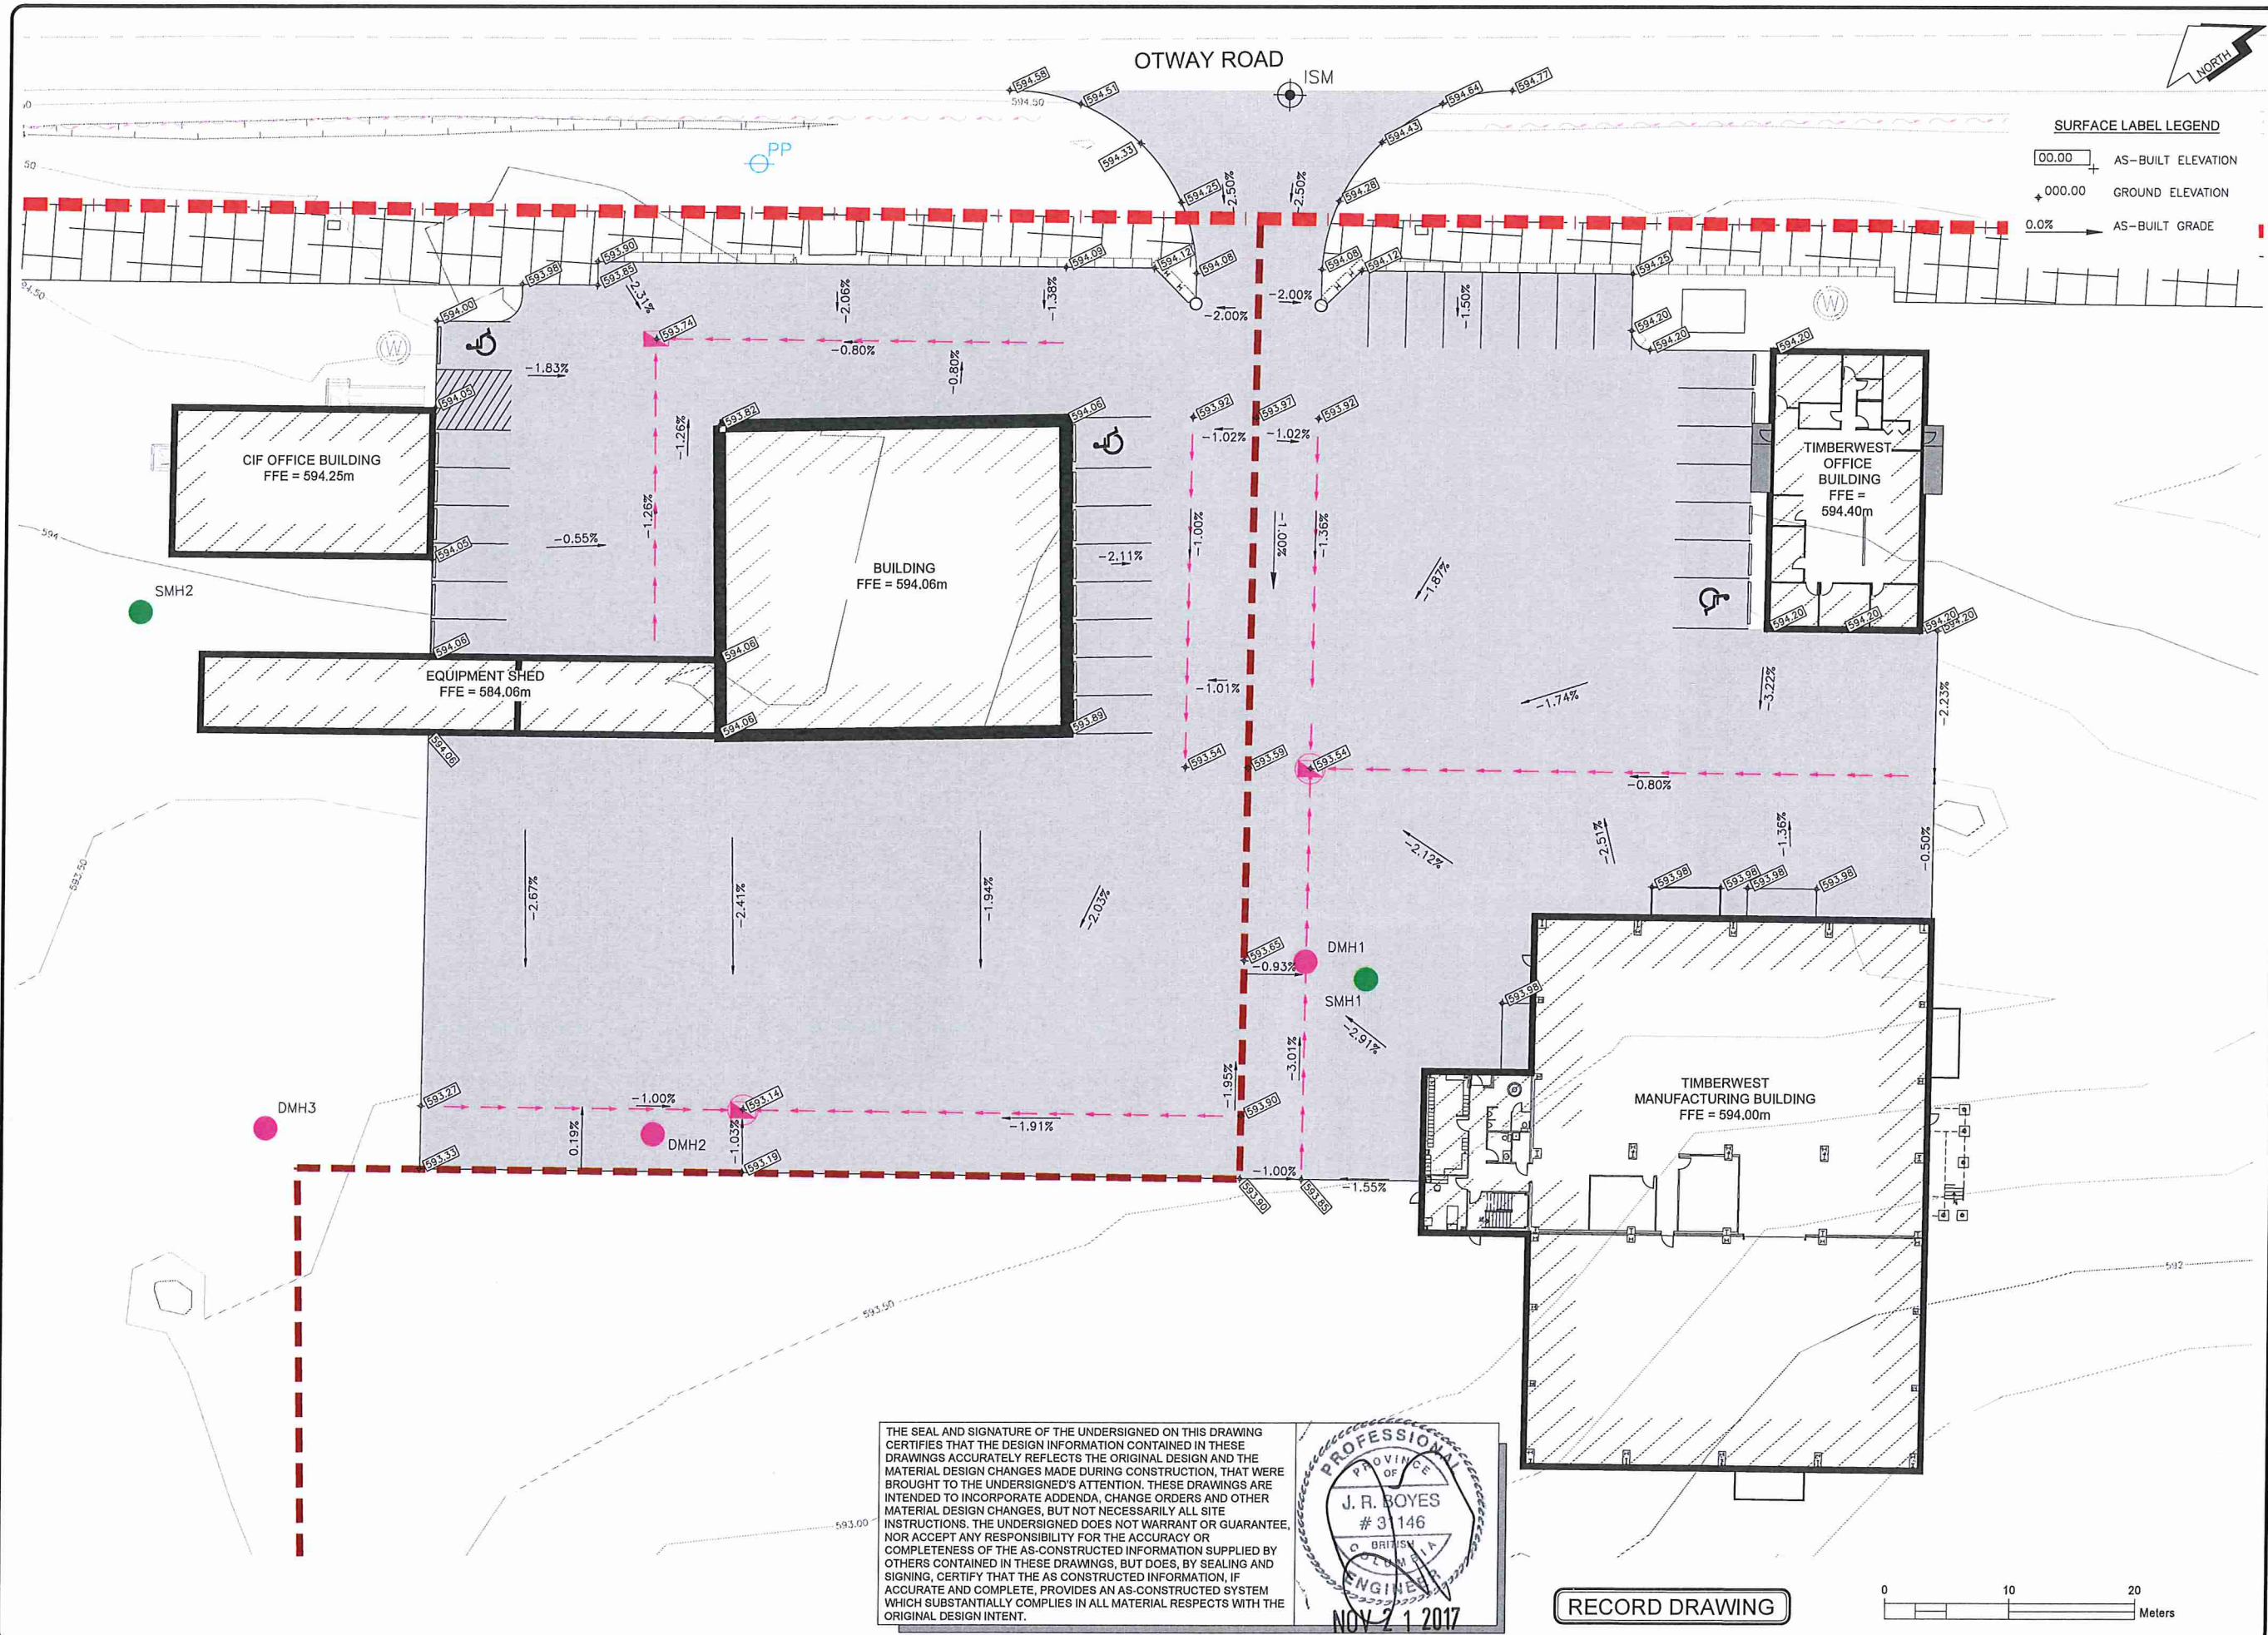 OTWAY ROAD
ISM
NORTH
594.58
594.50
594.51
594.64
594.77
594.33
594.43
PP
594.25
-2.50%
-2.50%
594.28
SURFACE LABEL LEGEND
00.00 AS-BUILT ELEVATION
000.00 GROUND ELEVATION
0.0% AS-BUILT GRADE
594.00
593.98
593.90
593.85
-2.31%
-2.06%
-1.38%
594.09
594.12
594.08
594.08
594.12
594.25
-2.00%
-2.00%
-1.50%
594.20
594.20
594.20
W
W
593.74
-0.80%
-0.80%
-1.83%
594.05
-1.26%
593.82
594.06
593.92
593.97
593.92
-1.02%
-1.02%
CIF OFFICE BUILDING
FFE = 594.25m
TIMBERWEST
OFFICE
BUILDING
FFE =
594.40m
594
594.05
-0.55%
-1.26%
BUILDING
FFE = 594.06m
-2.11%
-1.00%
-1.00%
-1.36%
-1.87%
SMH2
594.20
594.20
594.20
594.20
594.06
594.06
EQUIPMENT SHED
FFE = 584.06m
594.06
594.06
593.89
-1.01%
-1.74%
-3.22%
-2.23%
593.54
593.59
593.54
-0.80%
593.50
-2.67%
-2.41%
-1.94%
-2.03%
-2.12%
-2.51%
-1.36%
-0.50%
593.98
593.98
593.98
593.98
593.65
-0.93%
DMH1
SMH1
593.98
-2.91%
-3.01%
-1.95%
DMH3
593.27
-1.00%
593.14
-1.91%
593.90
0.19%
DMH2
-1.03%
593.33
593.19
-1.00%
593.90
593.85
-1.55%
TIMBERWEST
MANUFACTURING BUILDING
FFE = 594.00m
593.50
592
593.00
THE SEAL AND SIGNATURE OF THE UNDERSIGNED ON THIS DRAWING
CERTIFIES THAT THE DESIGN INFORMATION CONTAINED IN THESE
DRAWINGS ACCURATELY REFLECTS THE ORIGINAL DESIGN AND THE
MATERIAL DESIGN CHANGES MADE DURING CONSTRUCTION, THAT WERE
BROUGHT TO THE UNDERSIGNED'S ATTENTION. THESE DRAWINGS ARE
INTENDED TO INCORPORATE ADDENDA, CHANGE ORDERS AND OTHER
MATERIAL DESIGN CHANGES, BUT NOT NECESSARILY ALL SITE
INSTRUCTIONS. THE UNDERSIGNED DOES NOT WARRANT OR GUARANTEE,
NOR ACCEPT ANY RESPONSIBILITY FOR THE ACCURACY OR
COMPLETENESS OF THE AS-CONSTRUCTED INFORMATION SUPPLIED BY
OTHERS CONTAINED IN THESE DRAWINGS, BUT DOES, BY SEALING AND
SIGNING, CERTIFY THAT THE AS CONSTRUCTED INFORMATION, IF
ACCURATE AND COMPLETE, PROVIDES AN AS-CONSTRUCTED SYSTEM
WHICH SUBSTANTIALLY COMPLIES IN ALL MATERIAL RESPECTS WITH THE
ORIGINAL DESIGN INTENT.
PROFESSIONAL
PROVINCE
OF
J. R. BOYES
# 31146
BRITISH
COLUMBIA
ENGINEER
NOV 21 2017
RECORD DRAWING
0 10 20
Meters